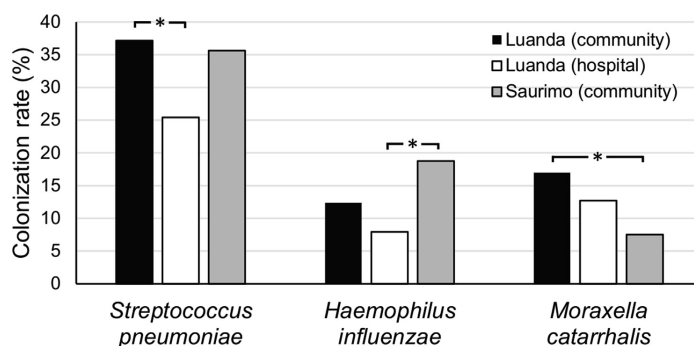 Colonization rate (%)
40
35
30
25
20
15
10
5
0
*
*
*
Luanda (community)
Luanda (hospital)
Saurimo (community)
Streptococcus
pneumoniae
Haemophilus
influenzae
Moraxella
catarrhalis